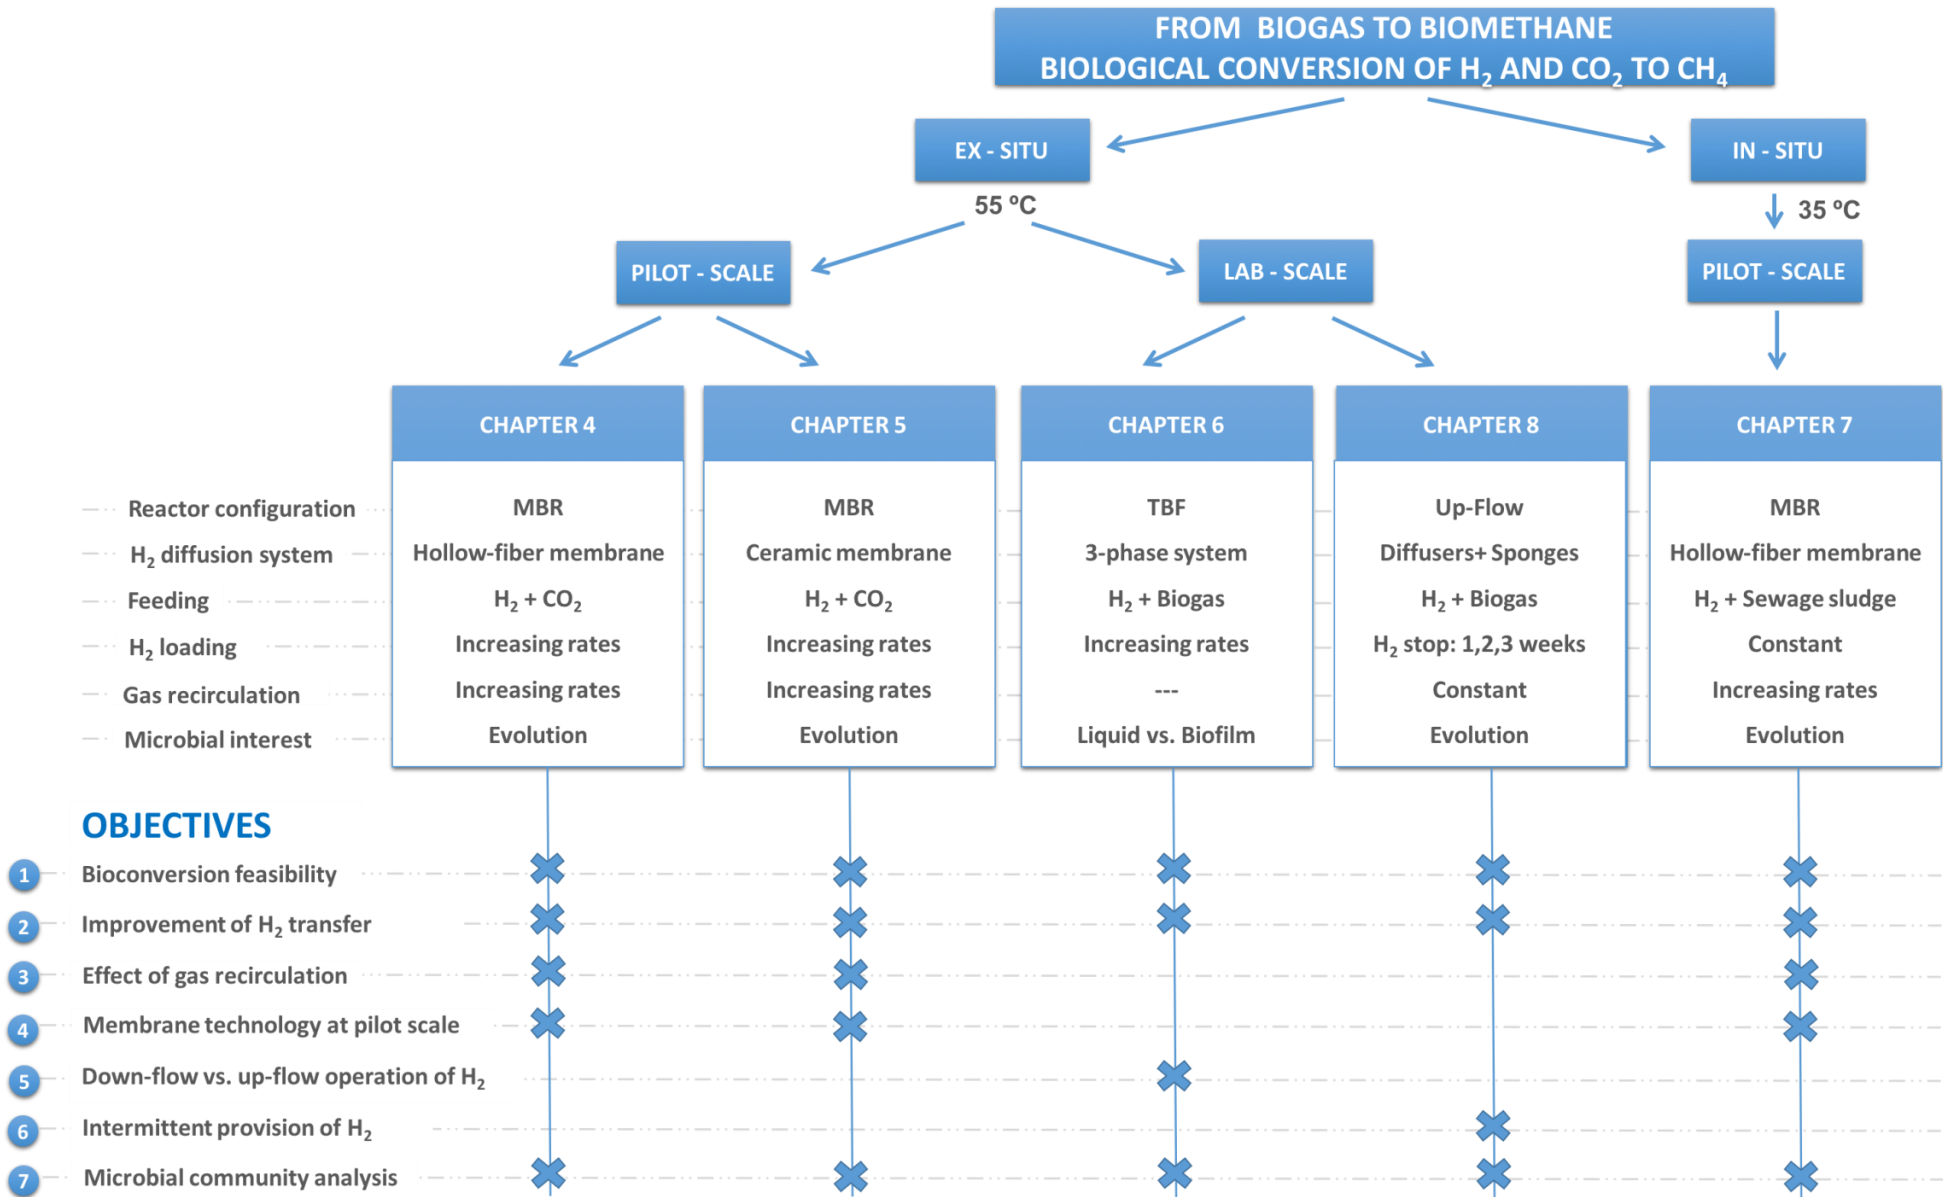 FROM BIOGAS TO BIOMETHANE
BIOLOGICAL CONVERSION OF H₂ AND CO₂ TO CH₄
EX - SITU
IN - SITU
55 ºC
35 ºC
PILOT - SCALE
LAB - SCALE
PILOT - SCALE
CHAPTER 4
CHAPTER 5
CHAPTER 6
CHAPTER 8
CHAPTER 7
Reactor configuration
MBR
MBR
TBF
Up-Flow
MBR
H₂ diffusion system
Hollow-fiber membrane
Ceramic membrane
3-phase system
Diffusers+ Sponges
Hollow-fiber membrane
Feeding
H₂ + CO₂
H₂ + CO₂
H₂ + Biogas
H₂ + Biogas
H₂ + Sewage sludge
H₂ loading
Increasing rates
Increasing rates
Increasing rates
H₂ stop: 1,2,3 weeks
Constant
Gas recirculation
Increasing rates
Increasing rates
---
Constant
Increasing rates
Microbial interest
Evolution
Evolution
Liquid vs. Biofilm
Evolution
Evolution
OBJECTIVES
1 Bioconversion feasibility
2 Improvement of H₂ transfer
3 Effect of gas recirculation
4 Membrane technology at pilot scale
5 Down-flow vs. up-flow operation of H₂
6 Intermittent provision of H₂
7 Microbial community analysis